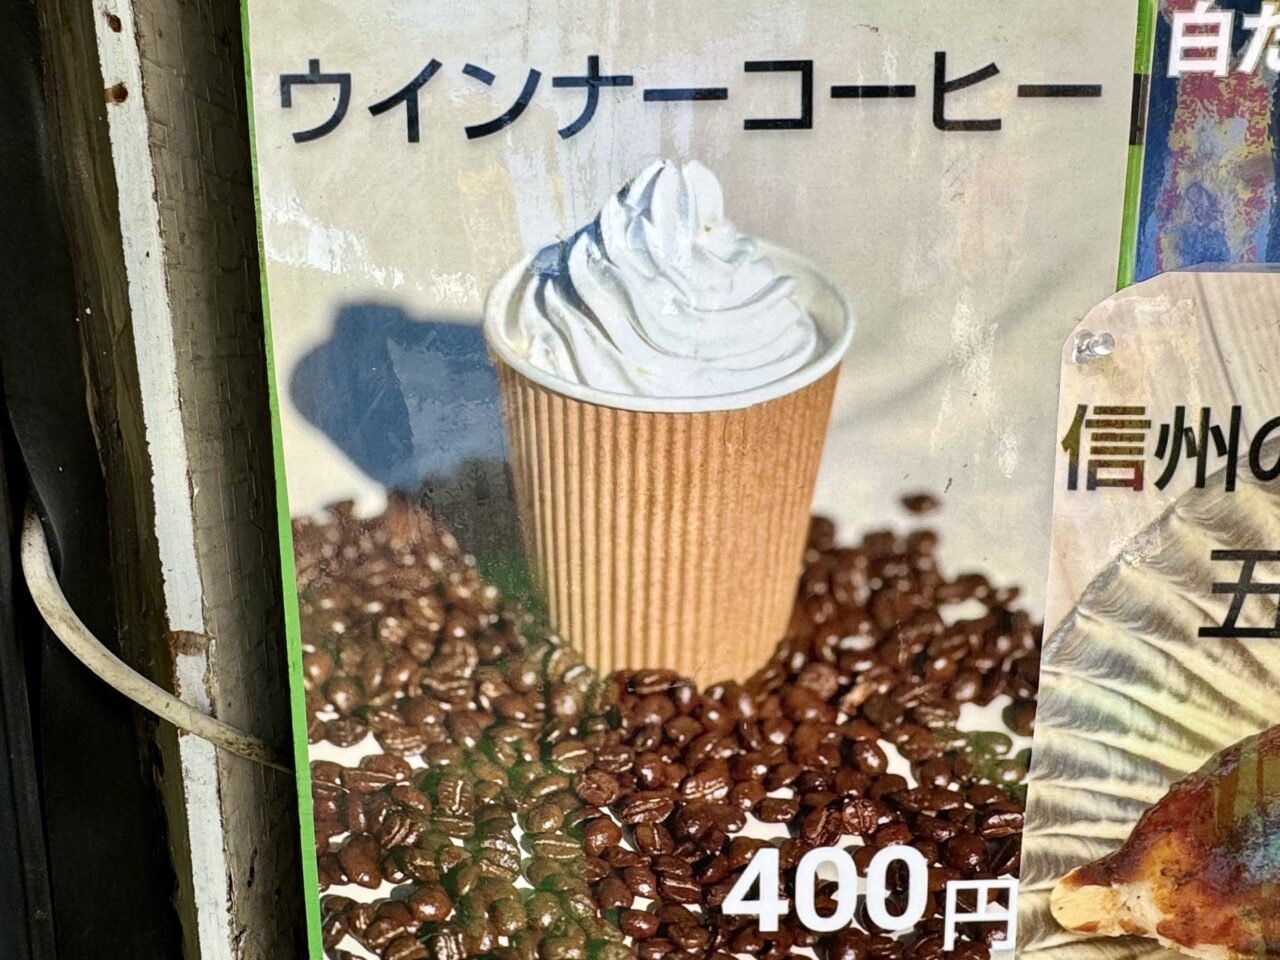 ウインナーコーヒー
400円
白た
信州の
五